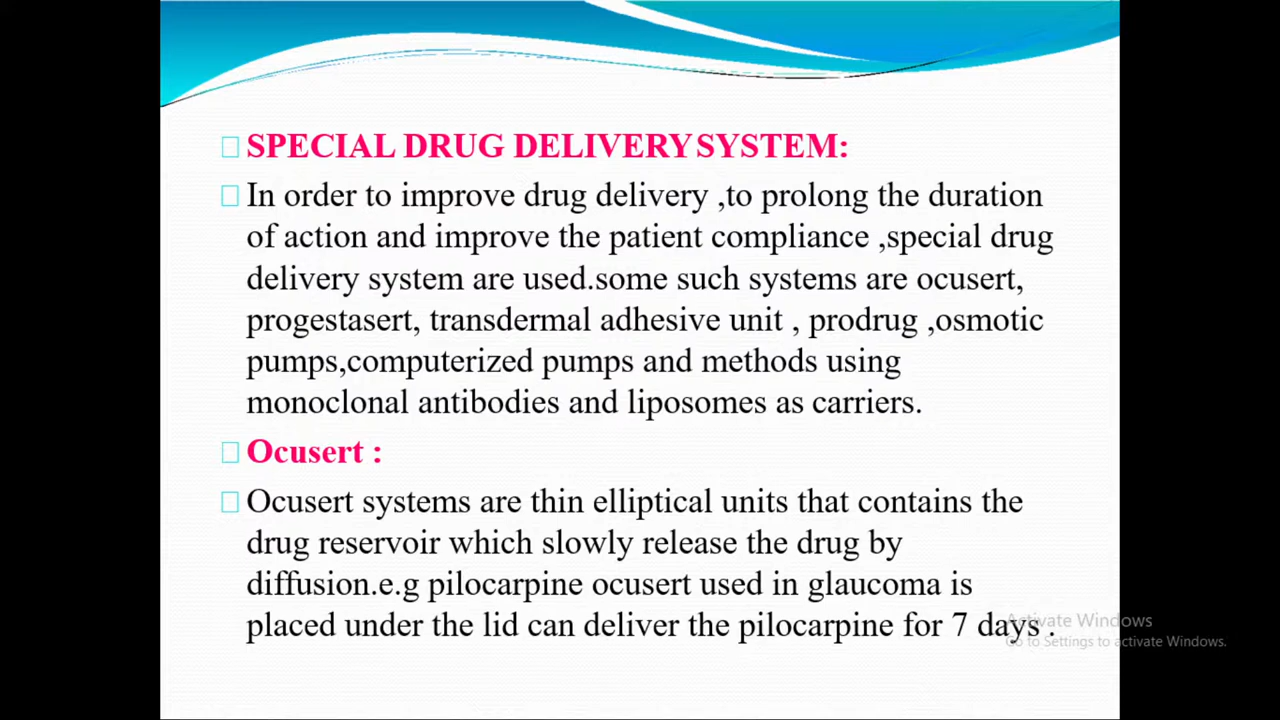 SPECIAL DRUG DELIVERY SYSTEM:
In order to improve drug delivery ,to prolong the duration
of action and improve the patient compliance ,special drug
delivery system are used.some such systems are ocusert,
progestasert, transdermal adhesive unit , prodrug ,osmotic
pumps,computerized pumps and methods using
monoclonal antibodies and liposomes as carriers.
Ocusert :
Ocusert systems are thin elliptical units that contains the
drug reservoir which slowly release the drug by
diffusion.e.g pilocarpine ocusert used in glaucoma is
placed under the lid can deliver the pilocarpine for 7 days .
Activate Windows
Go to Settings to activate Windows.